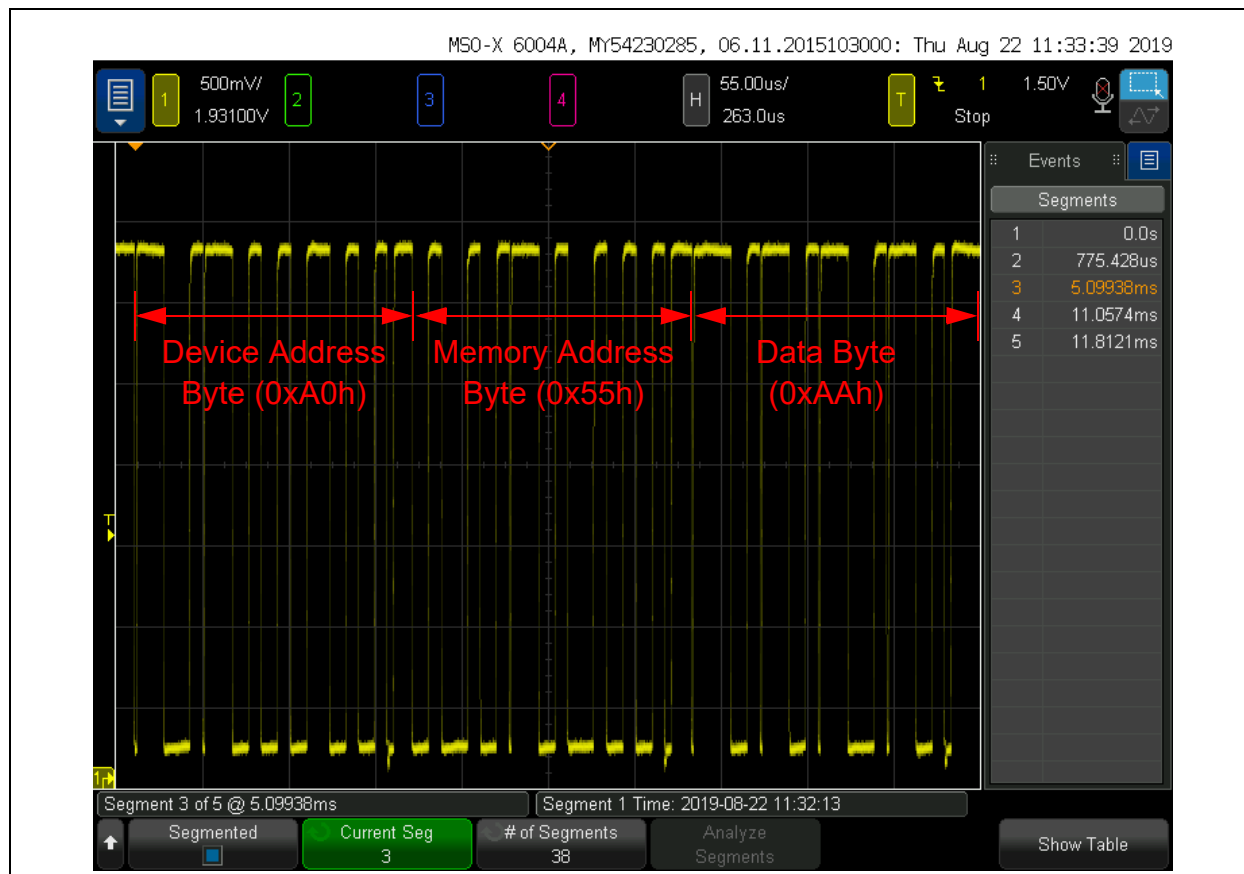 MSO-X 6004A, MY54230285, 06.11.2015103000: Thu Aug 22 11:33:39 2019
1 500mV/ 2 3 4 H 55.00us/ T 1 1.50V
1.93100V 263.0us Stop
Events
Segments
1 0.0s
2 775.428us
3 5.09938ms
4 11.0574ms
5 11.8121ms
Device Address Memory Address Data Byte
Byte (0xA0h) Byte (0x55h) (0xAAh)
T
1
Segment 3 of 5 @ 5.09938ms Segment 1 Time: 2019-08-22 11:32:13
Segmented Current Seg # of Segments Analyze Show Table
3 38 Segments